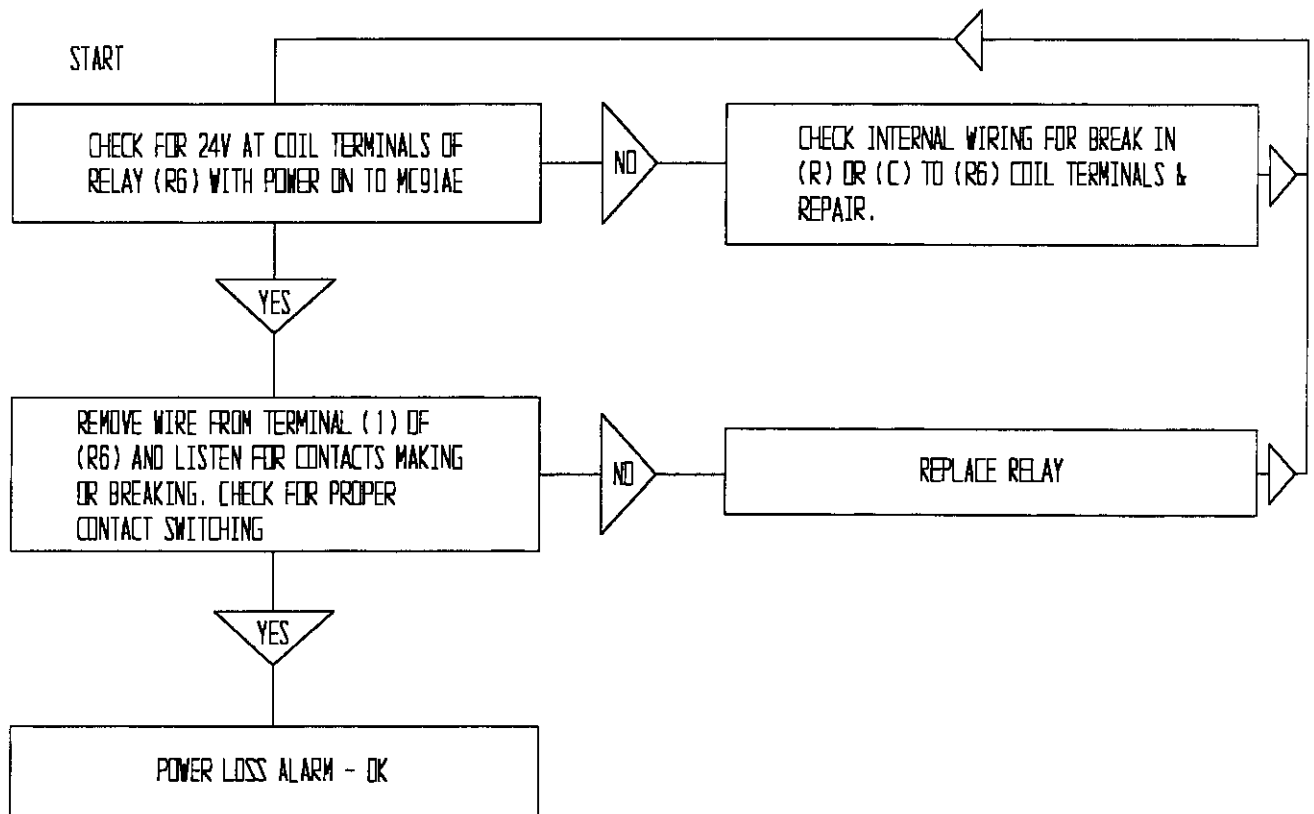 START
CHECK FOR 24V AT COIL TERMINALS OF
RELAY (R6) WITH POWER ON TO MC91AE
NO
CHECK INTERNAL WIRING FOR BREAK IN
(R) OR (C) TO (R6) COIL TERMINALS &
REPAIR.
YES
REMOVE WIRE FROM TERMINAL (1) OF
(R6) AND LISTEN FOR CONTACTS MAKING
OR BREAKING. CHECK FOR PROPER
CONTACT SWITCHING
NO
REPLACE RELAY
YES
POWER LOSS ALARM - OK